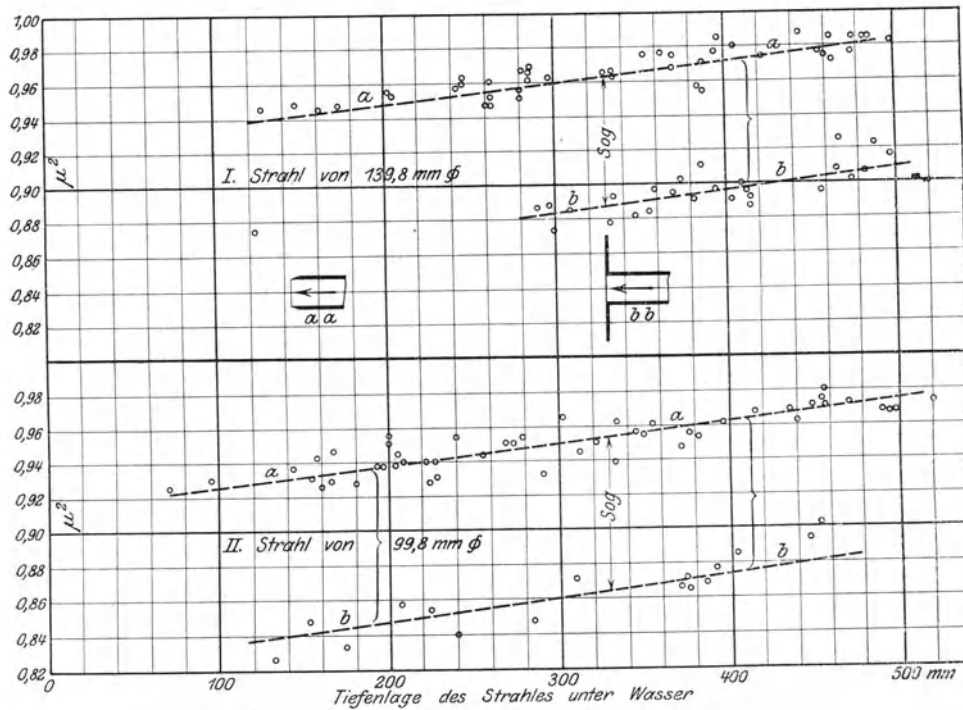 1,00
0,98
0,96
0,94
0,92
0,90
0,88
0,86
0,84
0,82
μ²
a
a
Sog
b
b
I. Strahl von 139,8 mm ϕ
a a
b b
0,98
0,96
0,94
0,92
0,90
0,88
0,86
0,84
0,82
μ²
a
a
Sog
II. Strahl von 99,8 mm ϕ
b
b
0
100
200
300
400
500 mm
Tiefenlage des Strahles unter Wasser